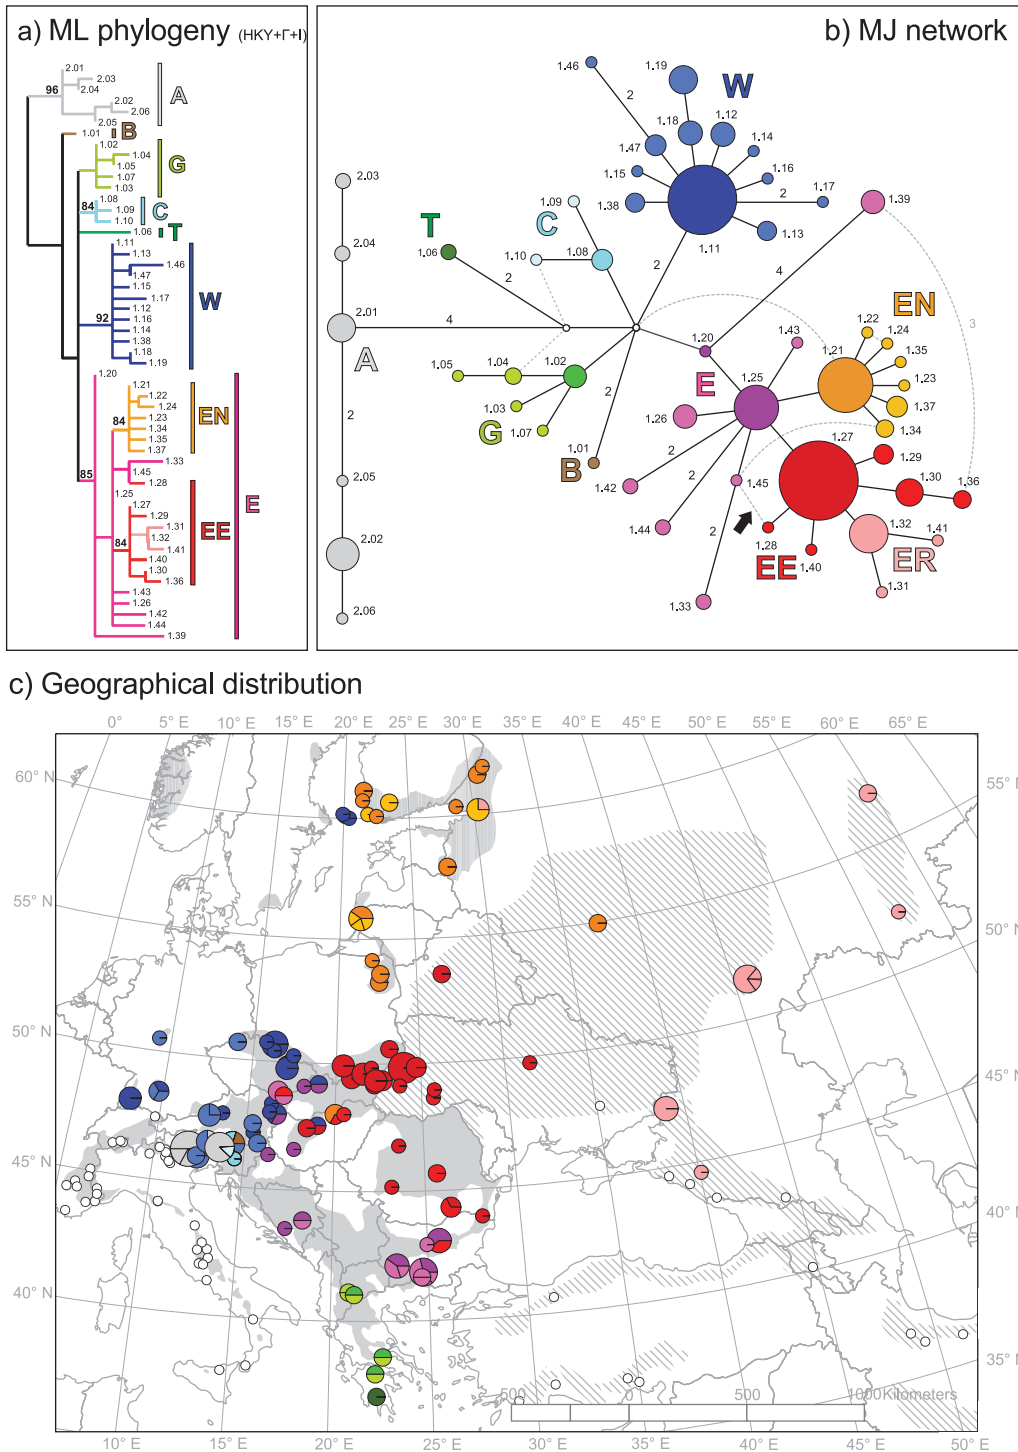 a) ML phylogeny (HKY+Γ+I)
2.01
2.03
2.04
2.02
2.06
2.05
96
A
1.01
B
1.02
1.04
1.05
1.07
1.03
G
1.08
84
1.09
1.10
C
1.06
T
1.11
1.13
1.46
1.47
1.15
1.17
1.12
92
1.16
1.14
1.38
1.18
1.19
W
1.20
1.21
1.22
1.24
84
1.23
1.34
1.35
1.37
EN
1.33
85
1.45
1.28
1.25
1.27
1.29
1.31
1.32
84
1.41
1.40
1.30
1.36
EE
E
1.43
1.26
1.42
1.44
1.39
b) MJ network
1.46
1.19
W
2
1.18
1.12
1.47
1.14
1.15
1.16
2
1.17
1.38
1.13
1.11
2.03
1.09
1.39
T
C
2.04
1.06
1.10
1.08
2
2
4
2.01
4
A
EN
3
1.22
1.24
1.20
1.43
1.21
1.35
1.05
1.04
1.02
E
1.25
1.23
1.37
1.03
1.26
1.34
2
G
1.07
1.01
2
B
1.27
1.29
2
2.05
1.42
2
1.45
1.30
1.36
2
1.44
2.02
1.28
1.32
1.41
EE
1.40
ER
1.31
1.33
2.06
c) Geographical distribution
0° E
5° E
10° E
15° E
20° E
25° E
30° E
35° E
40° E
45° E
50° E
55° E
60° E
65° E
60° N
55° N
55° N
50° N
50° N
45° N
45° N
40° N
40° N
35° N
500
0
500
1000 Kilometers
10° E
15° E
20° E
25° E
30° E
35° E
40° E
45° E
50° E